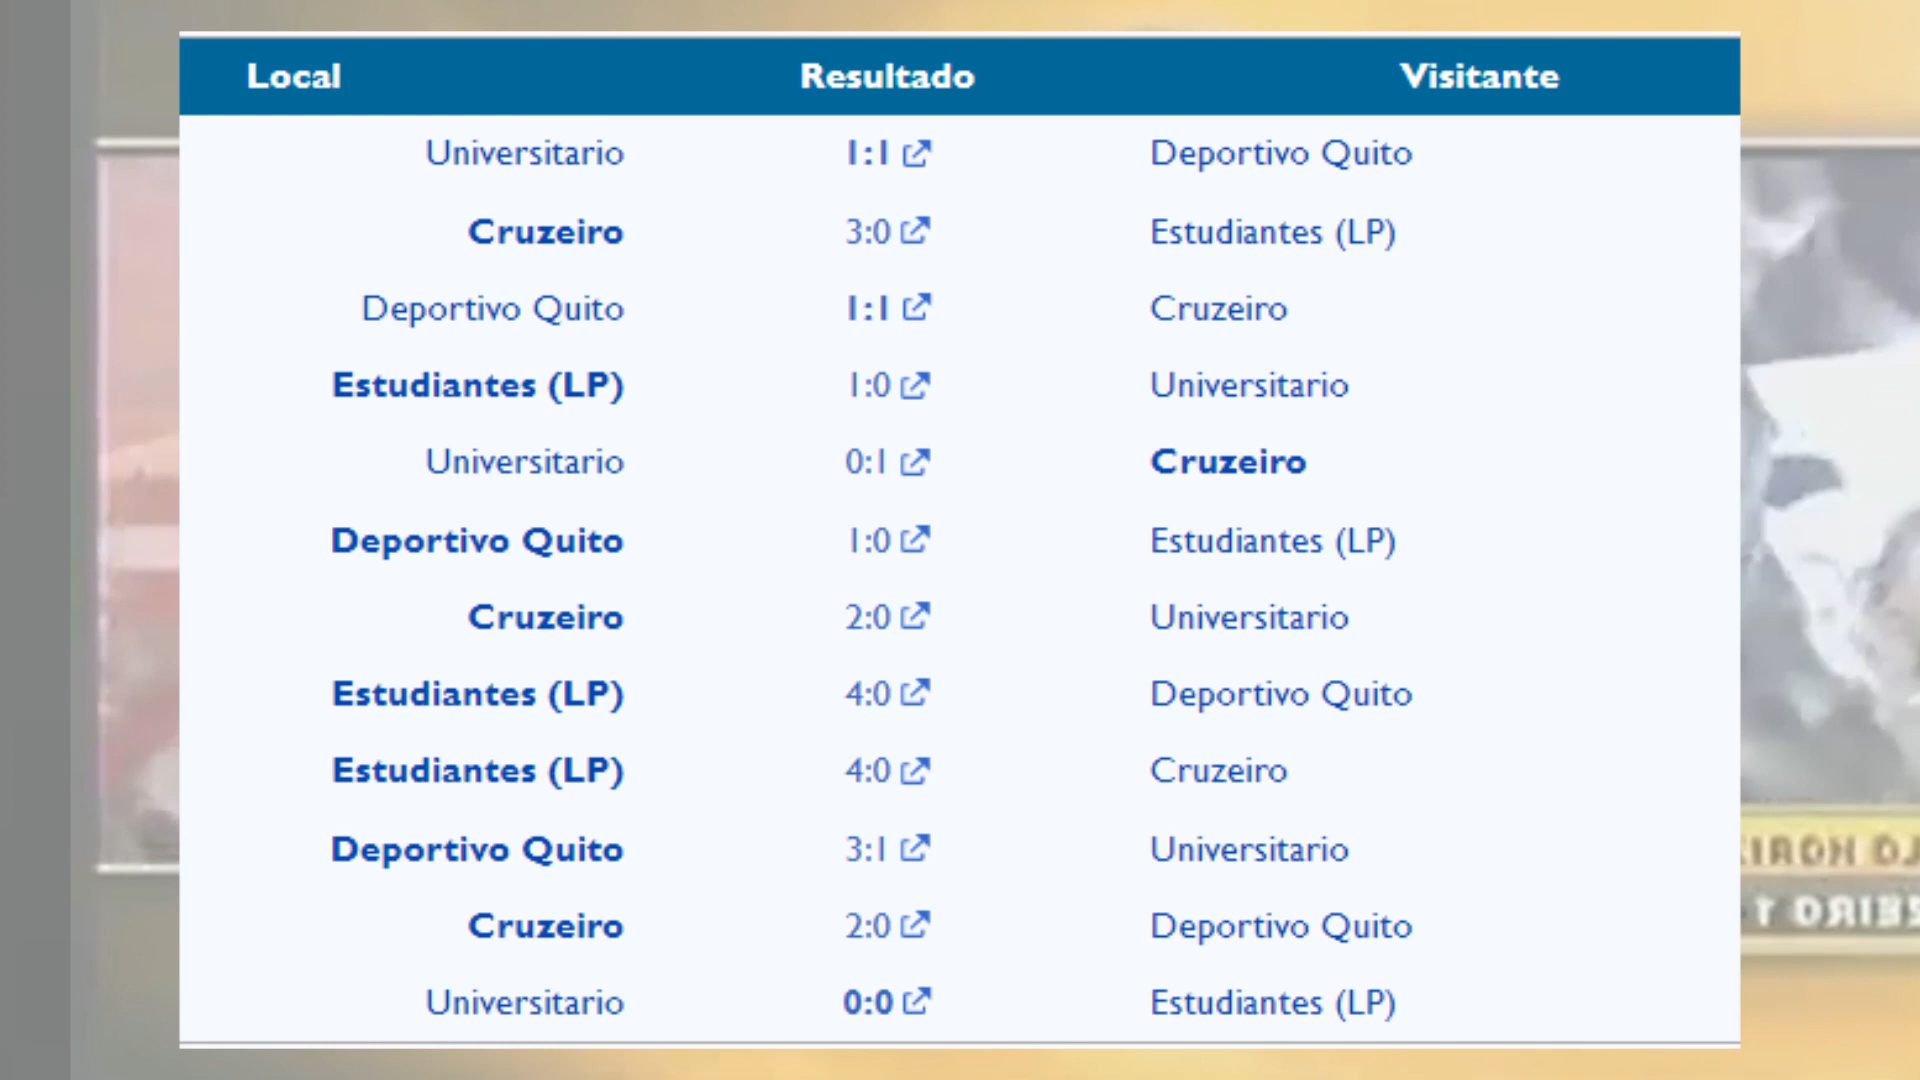 Local Resultado Visitante
Universitario 1:1 Deportivo Quito
Cruzeiro 3:0 Estudiantes (LP)
Deportivo Quito 1:1 Cruzeiro
Estudiantes (LP) 1:0 Universitario
Universitario 0:1 Cruzeiro
Deportivo Quito 1:0 Estudiantes (LP)
Cruzeiro 2:0 Universitario
Estudiantes (LP) 4:0 Deportivo Quito
Estudiantes (LP) 4:0 Cruzeiro
Deportivo Quito 3:1 Universitario
Cruzeiro 2:0 Deportivo Quito
Universitario 0:0 Estudiantes (LP)